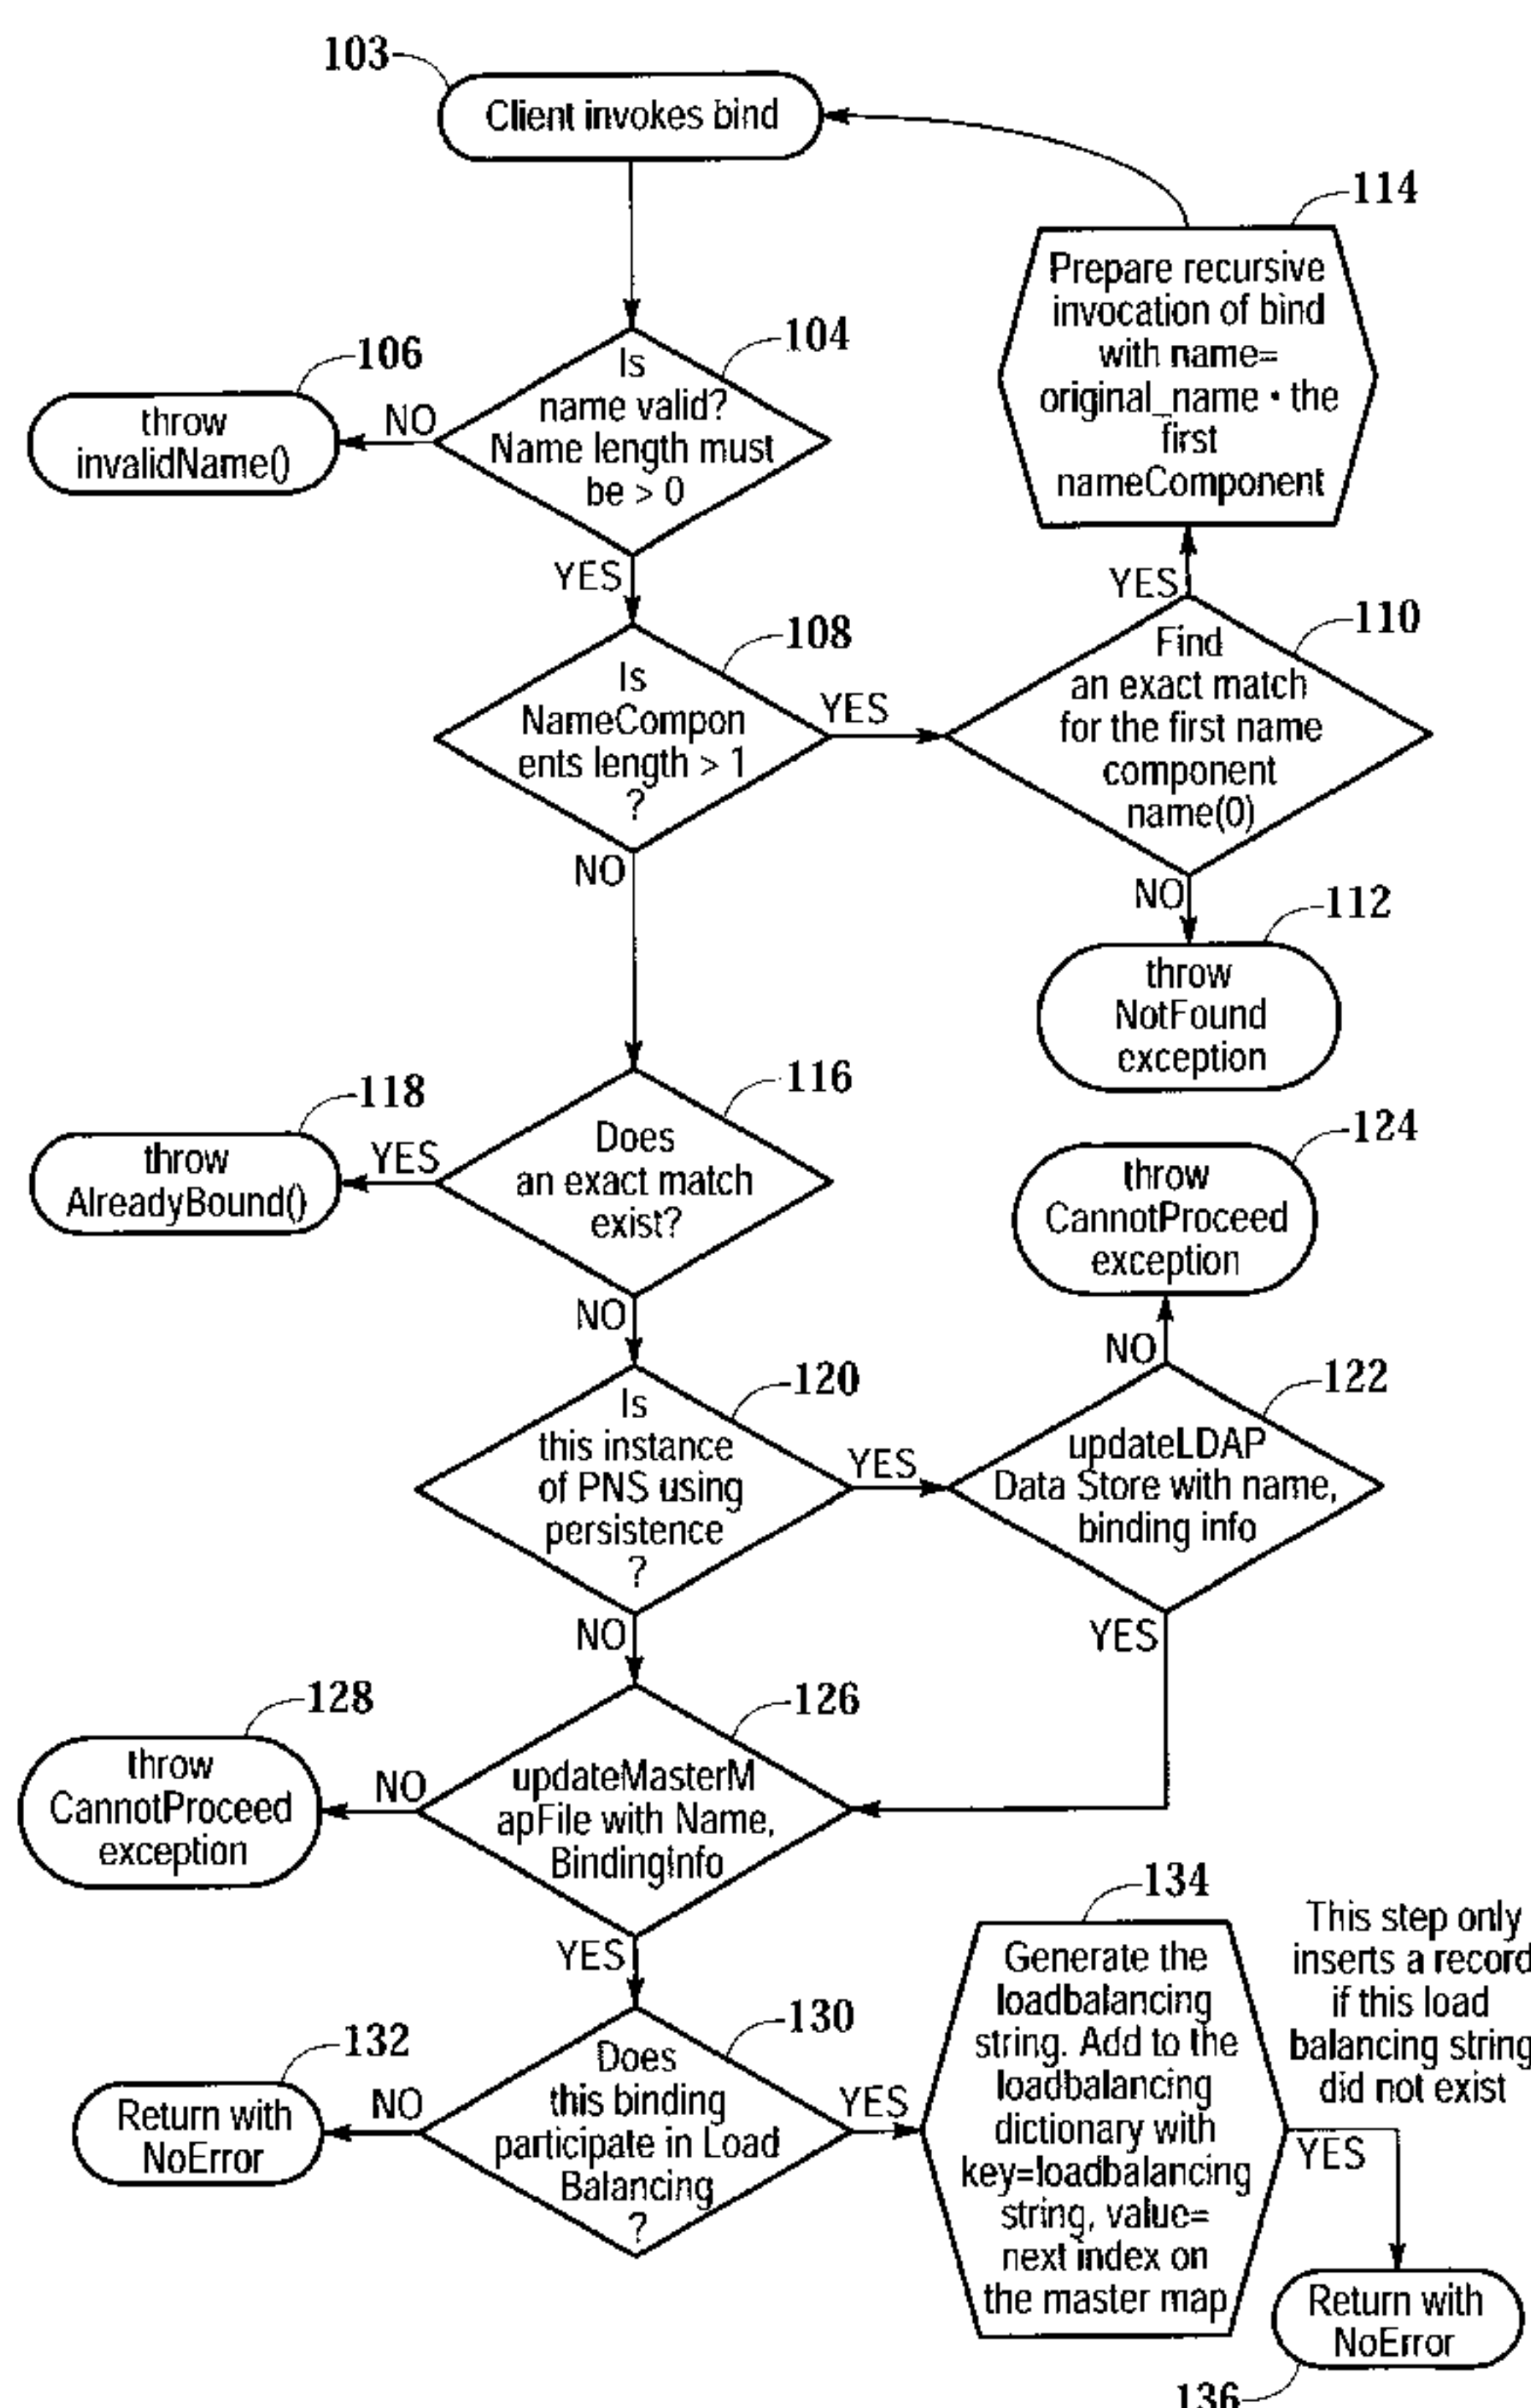 103
Client invokes bind
114
Prepare recursive
invocation of bind
with name=
original_name • the
first
nameComponent
104
Is
name valid?
Name length must
be > 0
106
throw
invalidName()
NO
YES
108
Is
NameCompon
ents length > 1
?
YES
YES
110
Find
an exact match
for the first name
component
name(0)
NO
NO
112
throw
NotFound
exception
116
Does
an exact match
exist?
118
throw
AlreadyBound()
YES
124
throw
CannotProceed
exception
NO
NO
120
Is
this instance
of PNS using
persistence
?
YES
122
updateLDAP
Data Store with name,
binding info
NO
YES
126
updateMasterM
apFile with Name,
BindingInfo
128
throw
CannotProceed
exception
NO
YES
130
Does
this binding
participate in Load
Balancing
?
132
Return with
NoError
NO
YES
134
Generate the
loadbalancing
string. Add to the
loadbalancing
dictionary with
key=loadbalancing
string, value=
next index on
the master map
This step only
inserts a record
if this load
balancing string
did not exist
YES
Return with
NoError
136